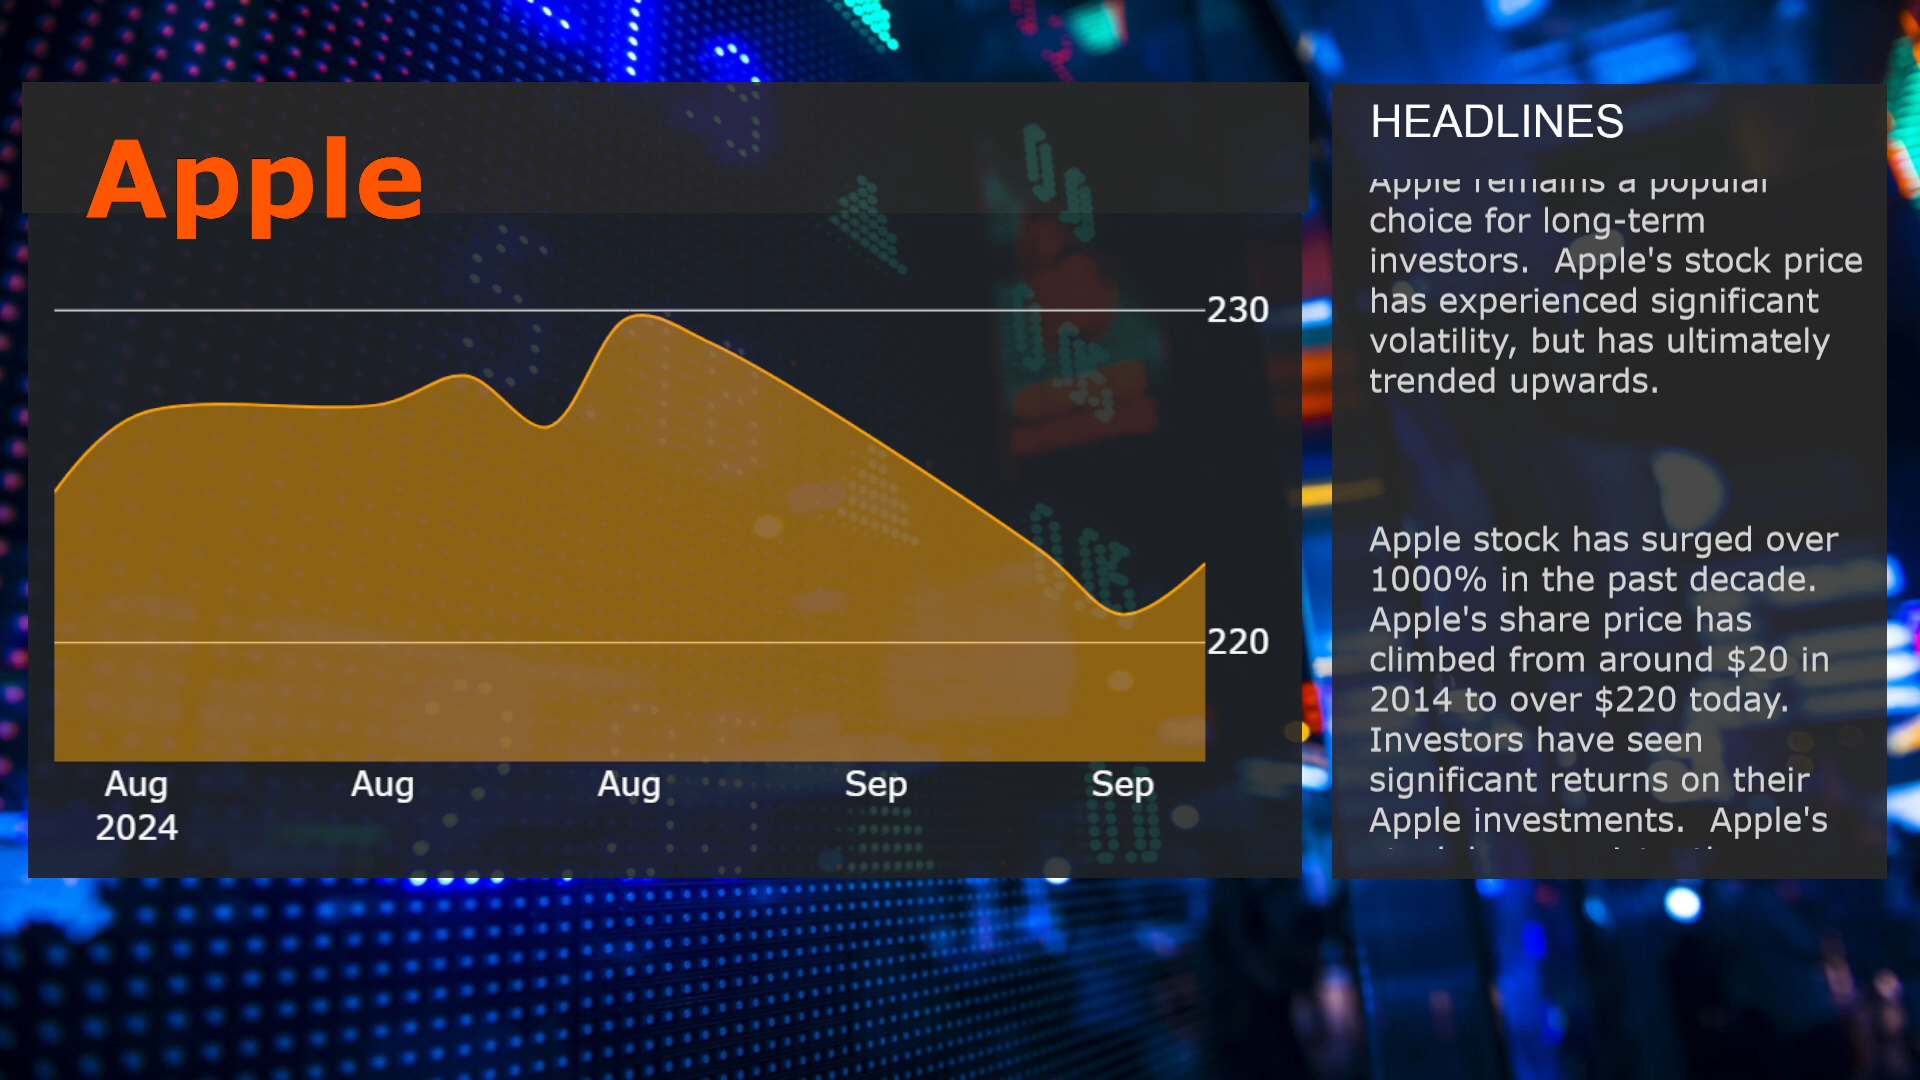 Apple
230
220
Aug
Aug
Aug
Sep
Sep
2024
HEADLINES
Apple remains a popular
choice for long-term
investors.  Apple's stock price
has experienced significant
volatility, but has ultimately
trended upwards.
Apple stock has surged over
1000% in the past decade.
Apple's share price has
climbed from around $20 in
2014 to over $220 today.
Investors have seen
significant returns on their
Apple investments.  Apple's